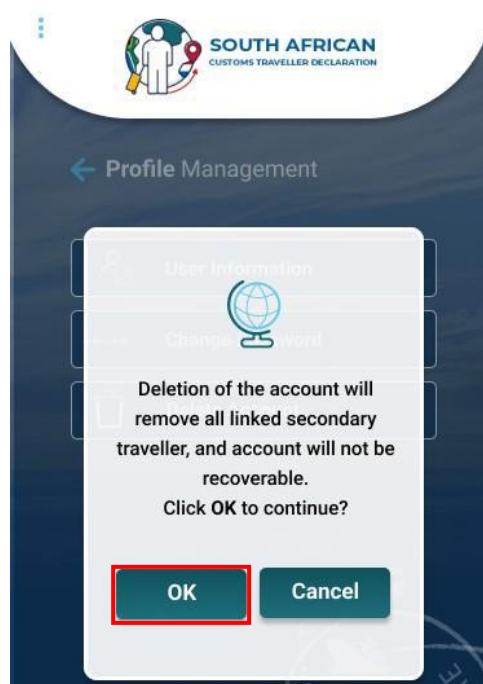 SOUTH AFRICAN
CUSTOMS TRAVELLER DECLARATION
Profile Management
User Information
Change Password
Deletion of the account will
remove all linked secondary
traveller, and account will not be
recoverable.
Click OK to continue?
OK
Cancel